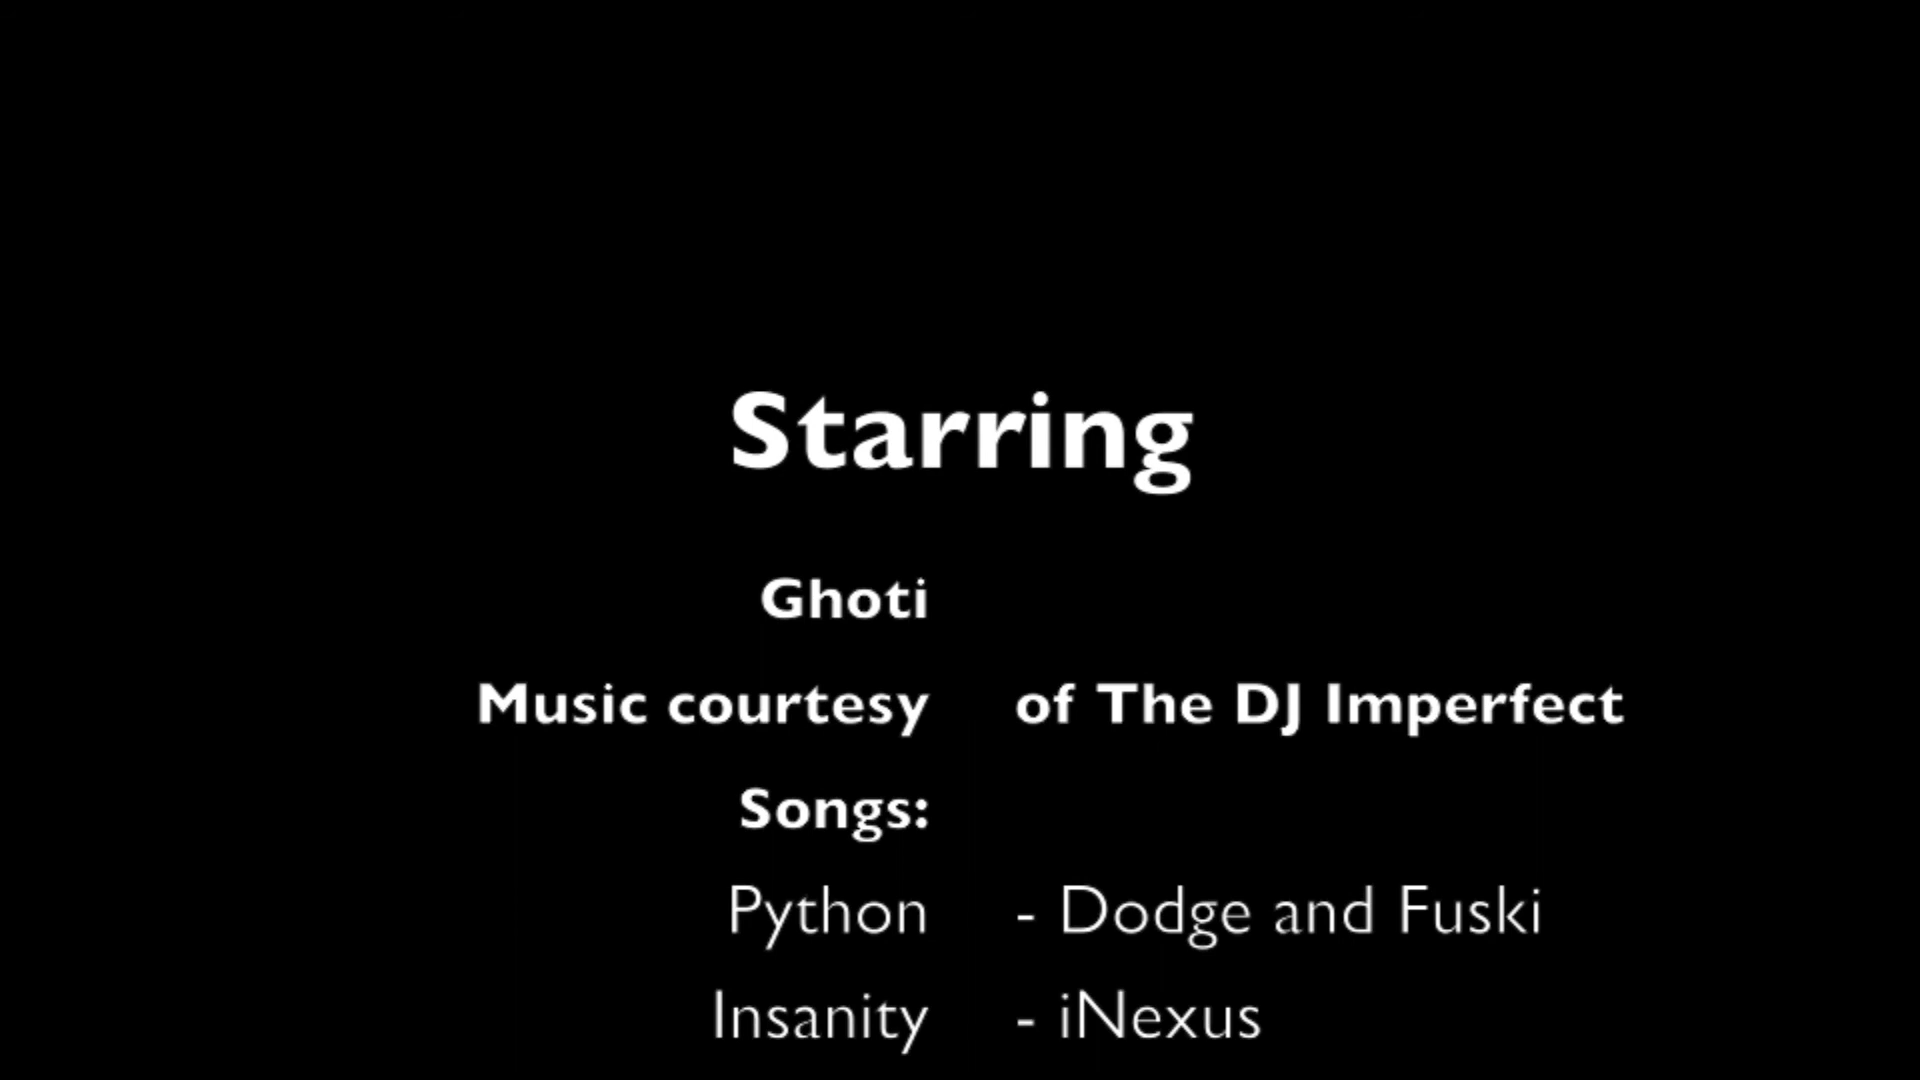 Starring
Ghoti
Music courtesy of The DJ Imperfect
Songs:
Python - Dodge and Fuski
Insanity - iNexus